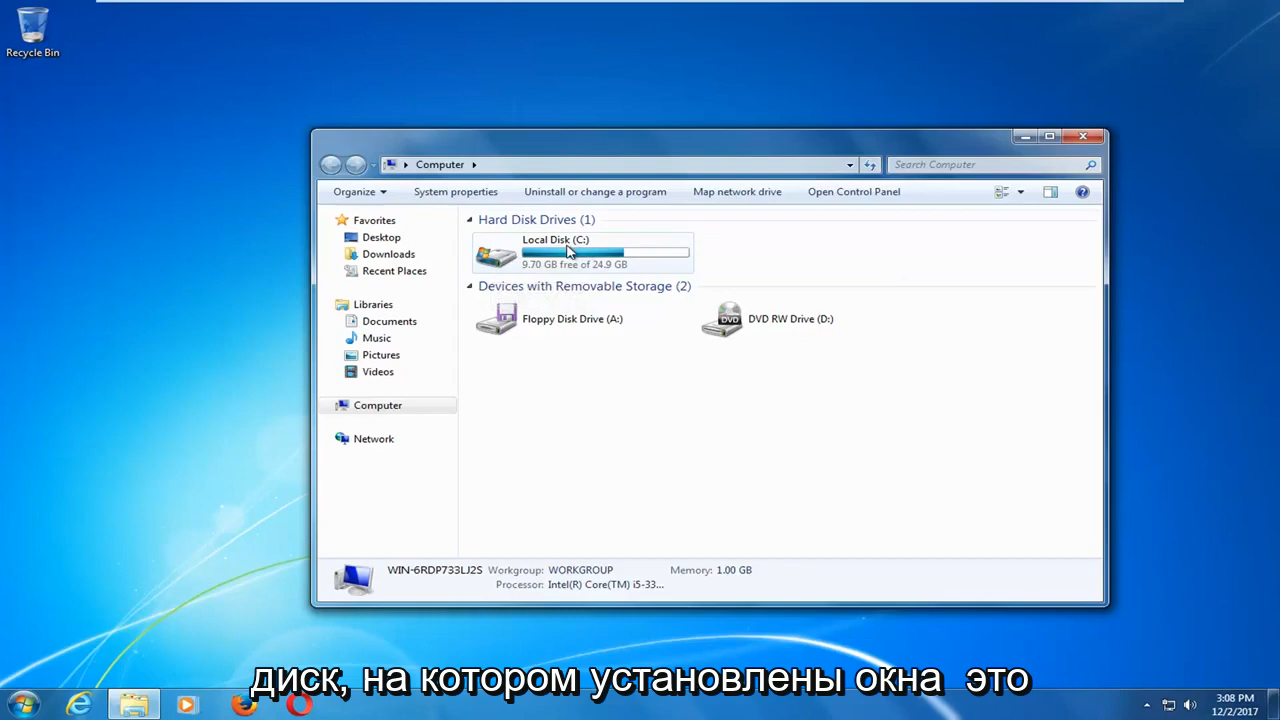 Recycle Bin
Computer
Search Computer
Organize System properties Uninstall or change a program Map network drive Open Control Panel
Favorites
Desktop
Downloads
Recent Places
Libraries
Documents
Music
Pictures
Videos
Computer
Network
Hard Disk Drives (1)
Local Disk (C:)
9.70 GB free of 24.9 GB
Devices with Removable Storage (2)
Floppy Disk Drive (A:)
DVD
DVD RW Drive (D:)
WIN-6RDP733LJ2S Workgroup: WORKGROUP Memory: 1.00 GB
Processor: Intel(R) Core(TM) i5-33...
диск, на котором установлены окна это
3:08 PM
12/2/2017